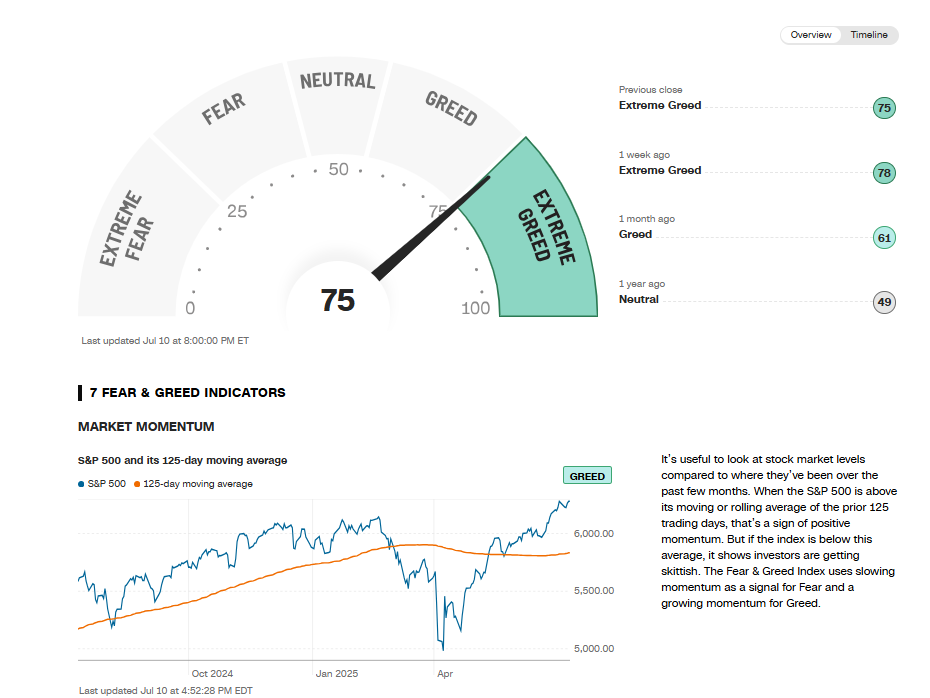 Overview Timeline
EXTREME
FEAR
FEAR
NEUTRAL
GREED
EXTREME
GREED
0
25
50
75
100
75
Last updated Jul 10 at 8:00:00 PM ET
Previous close
Extreme Greed 75
1 week ago
Extreme Greed 78
1 month ago
Greed 61
1 year ago
Neutral 49
7 FEAR & GREED INDICATORS
MARKET MOMENTUM
S&P 500 and its 125-day moving average
GREED
S&P 500 125-day moving average
6,000.00
5,500.00
5,000.00
Oct 2024 Jan 2025 Apr
Last updated Jul 10 at 4:52:28 PM EDT
It's useful to look at stock market levels
compared to where they've been over the
past few months. When the S&P 500 is above
its moving or rolling average of the prior 125
trading days, that's a sign of positive
momentum. But if the index is below this
average, it shows investors are getting
skittish. The Fear & Greed Index uses slowing
momentum as a signal for Fear and a
growing momentum for Greed.